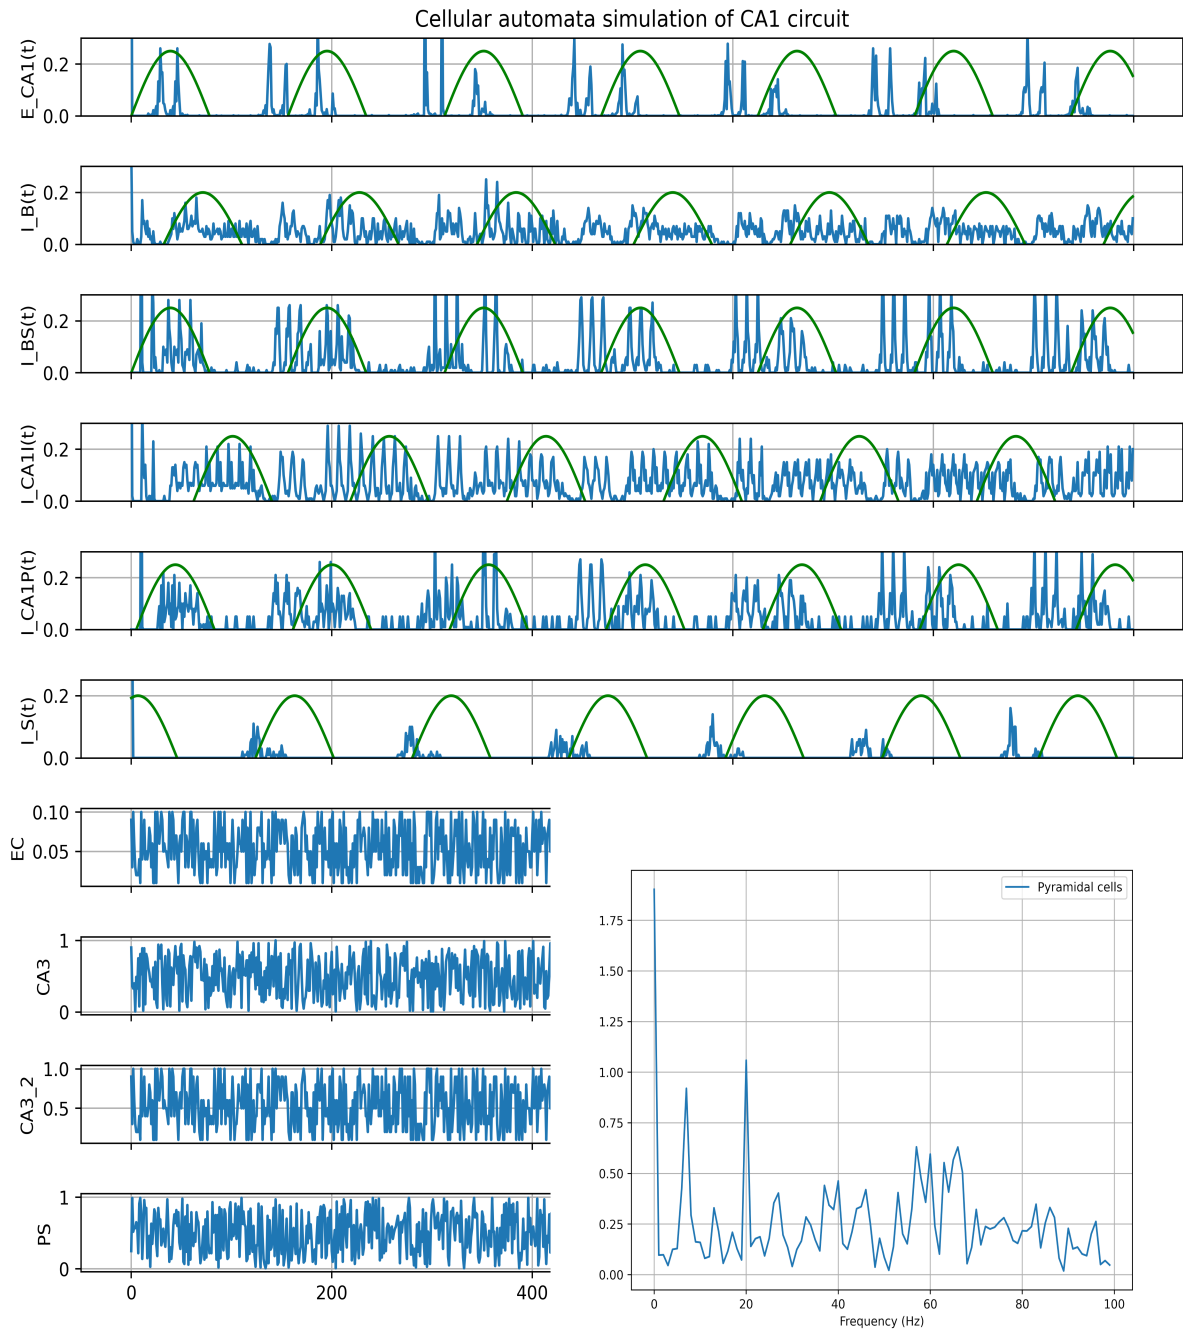 Cellular automata simulation of CA1 circuit
E_CA1(t)
0.2
0.0
I_B(t)
0.2
0.0
I_BS(t)
0.2
0.0
I_CA1I(t)
0.2
0.0
I_CA1P(t)
0.2
0.0
I_S(t)
0.2
0.0
EC
0.10
0.05
CA3
1
0
CA3_2
1.0
0.5
PS
1
0
0 200 400
Pyramidal cells
1.75
1.50
1.25
1.00
0.75
0.50
0.25
0.00
0 20 40 60 80 100
Frequency (Hz)